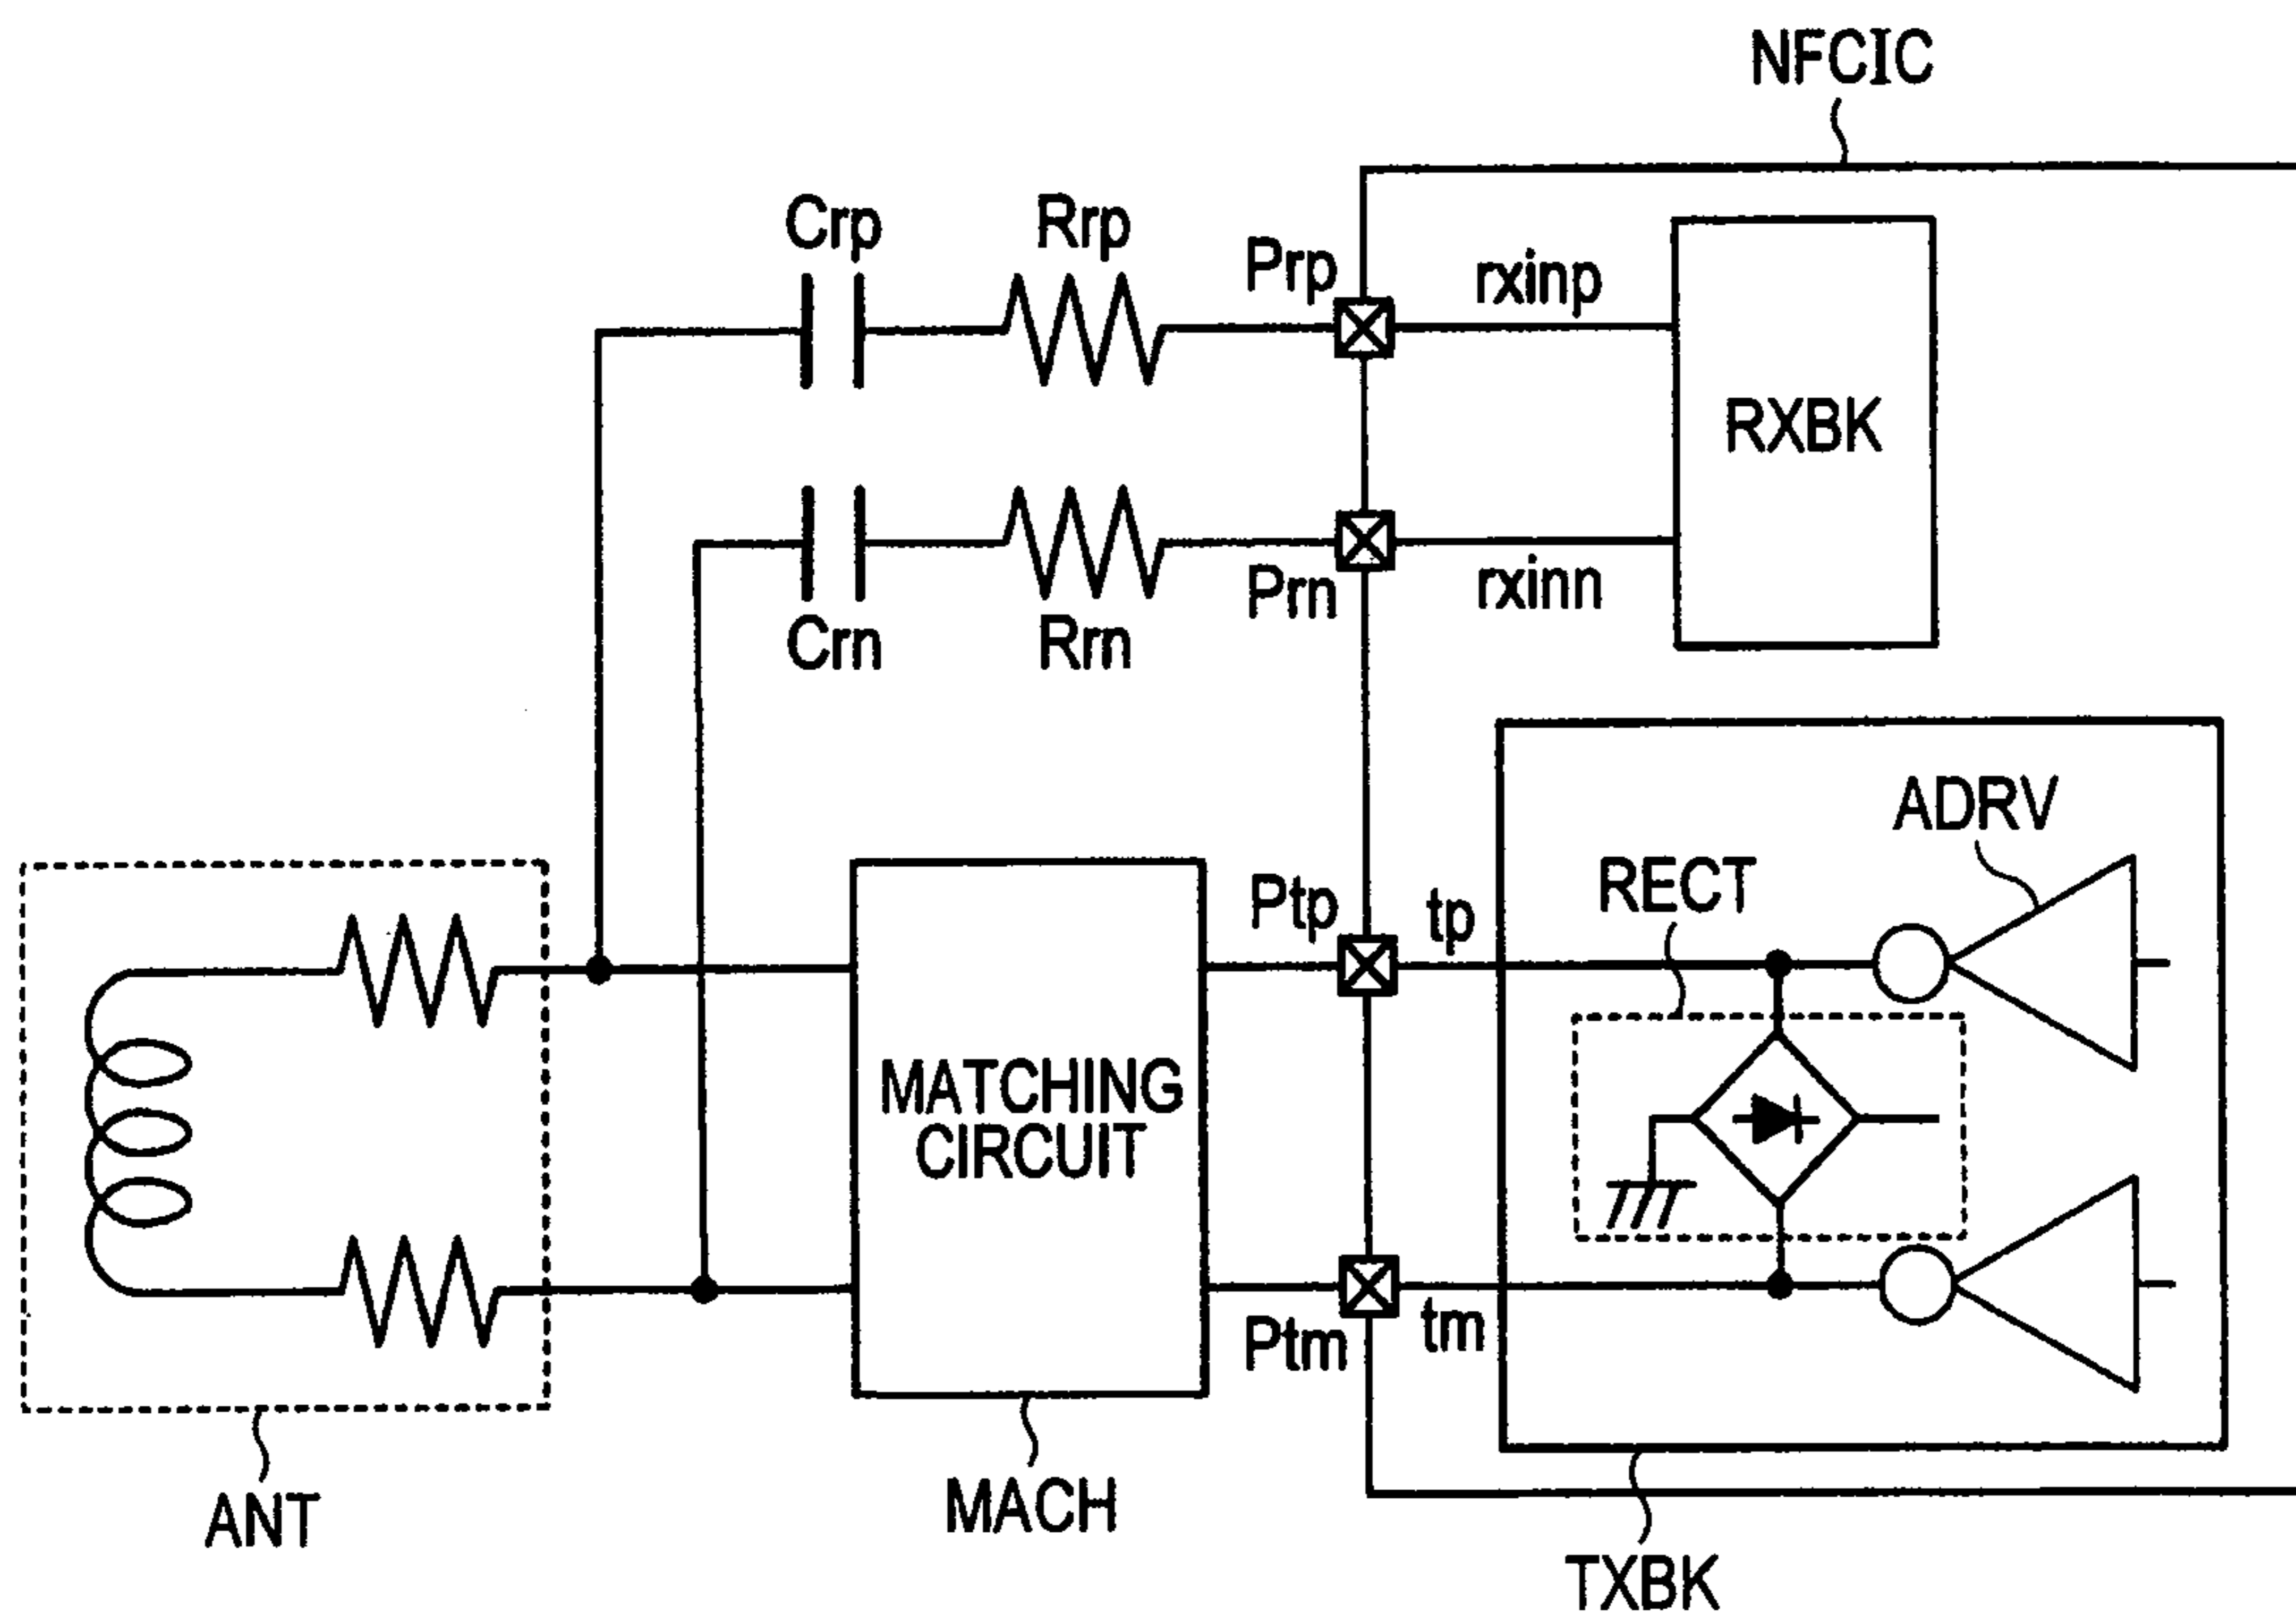 NFCIC
Crp
Rrp
Prp
rxinp
RXBK
Crn
Rrn
Prn
rxinn
ADRV
RECT
Ptp
tp
MATCHING
CIRCUIT
Ptm
tm
ANT
MACH
TXBK